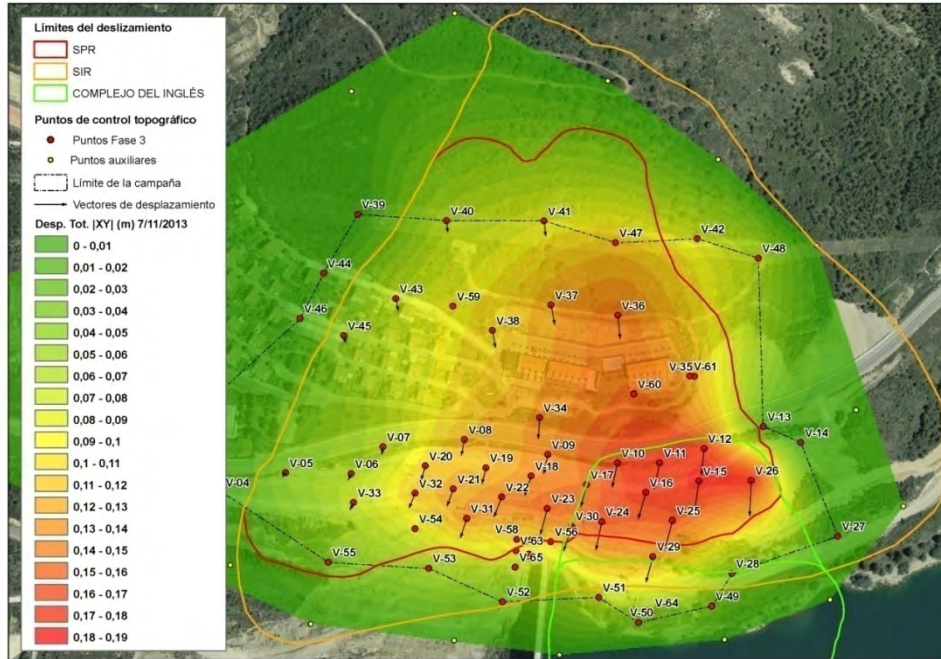 Límites del deslizamiento
SPR
SIR
COMPLEJO DEL INGLÉS
Puntos de control topográfico
Puntos Fase 3
Puntos auxiliares
Límite de la campaña
Vectores de desplazamiento
Desp. Tot. |XY| (m) 7/11/2013
0 - 0,01
0,01 - 0,02
0,02 - 0,03
0,03 - 0,04
0,04 - 0,05
0,05 - 0,06
0,06 - 0,07
0,07 - 0,08
0,08 - 0,09
0,09 - 0,1
0,1 - 0,11
0,11 - 0,12
0,12 - 0,13
0,13 - 0,14
0,14 - 0,15
0,15 - 0,16
0,16 - 0,17
0,17 - 0,18
0,18 - 0,19
V-39
V-40
V-41
V-47
V-42
V-48
V-44
V-46
V-43
V-59
V-37
V-36
V-45
V-38
V-35
V-61
V-60
V-34
V-13
V-14
V-07
V-08
V-09
V-12
V-04
V-05
V-06
V-20
V-19
V-18
V-10
V-11
V-15
V-26
V-33
V-32
V-21
V-22
V-17
V-16
V-54
V-31
V-23
V-30
V-24
V-25
V-27
V-58
V-63
V-56
V-65
V-29
V-55
V-53
V-28
V-52
V-51
V-50
V-64
V-49